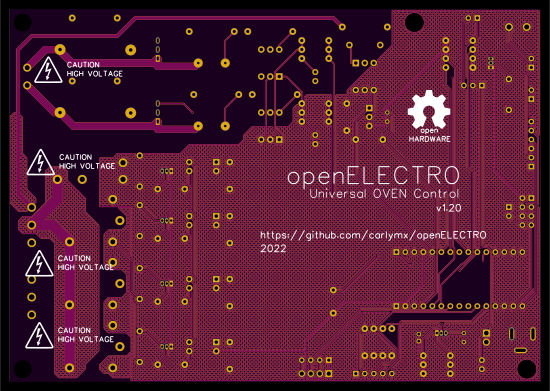 CAUTION
HIGH VOLTAGE
open
HARDWARE
CAUTION
HIGH VOLTAGE
openELECTRO
Universal OVEN Control
v1.20
https://github.com/carlymx/openELECTRO
2022
CAUTION
HIGH VOLTAGE
CAUTION
HIGH VOLTAGE